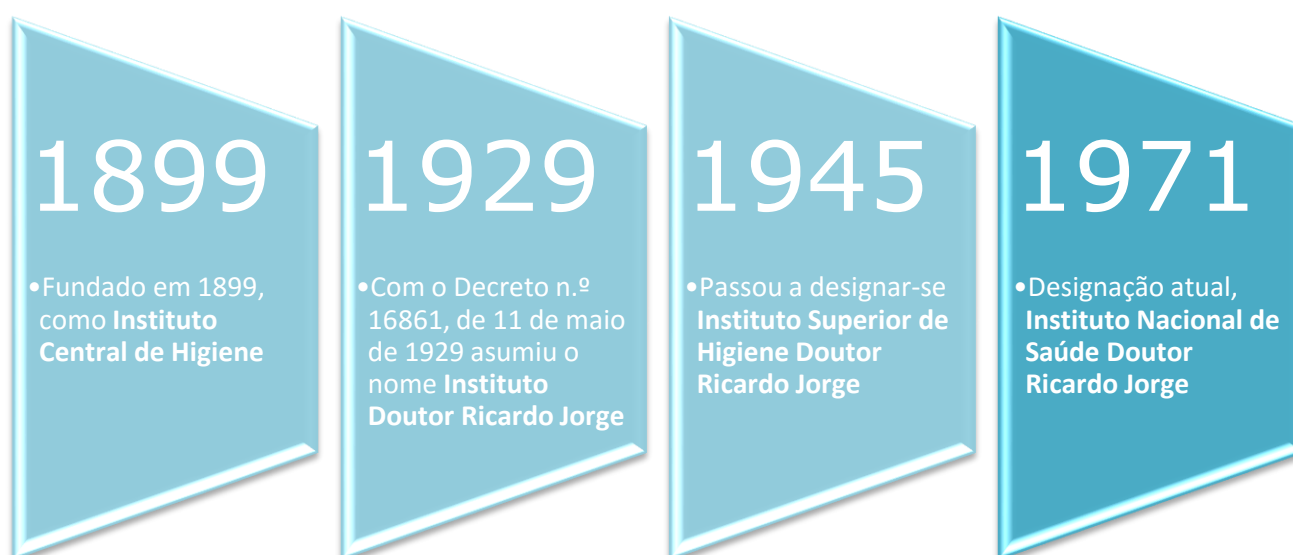 1899
•Fundado em 1899,
como Instituto
Central de Higiene
1929
•Com o Decreto n.º
16861, de 11 de maio
de 1929 asumiu o
nome Instituto
Doutor Ricardo Jorge
1945
•Passou a designar-se
Instituto Superior de
Higiene Doutor
Ricardo Jorge
1971
•Designação atual,
Instituto Nacional de
Saúde Doutor
Ricardo Jorge